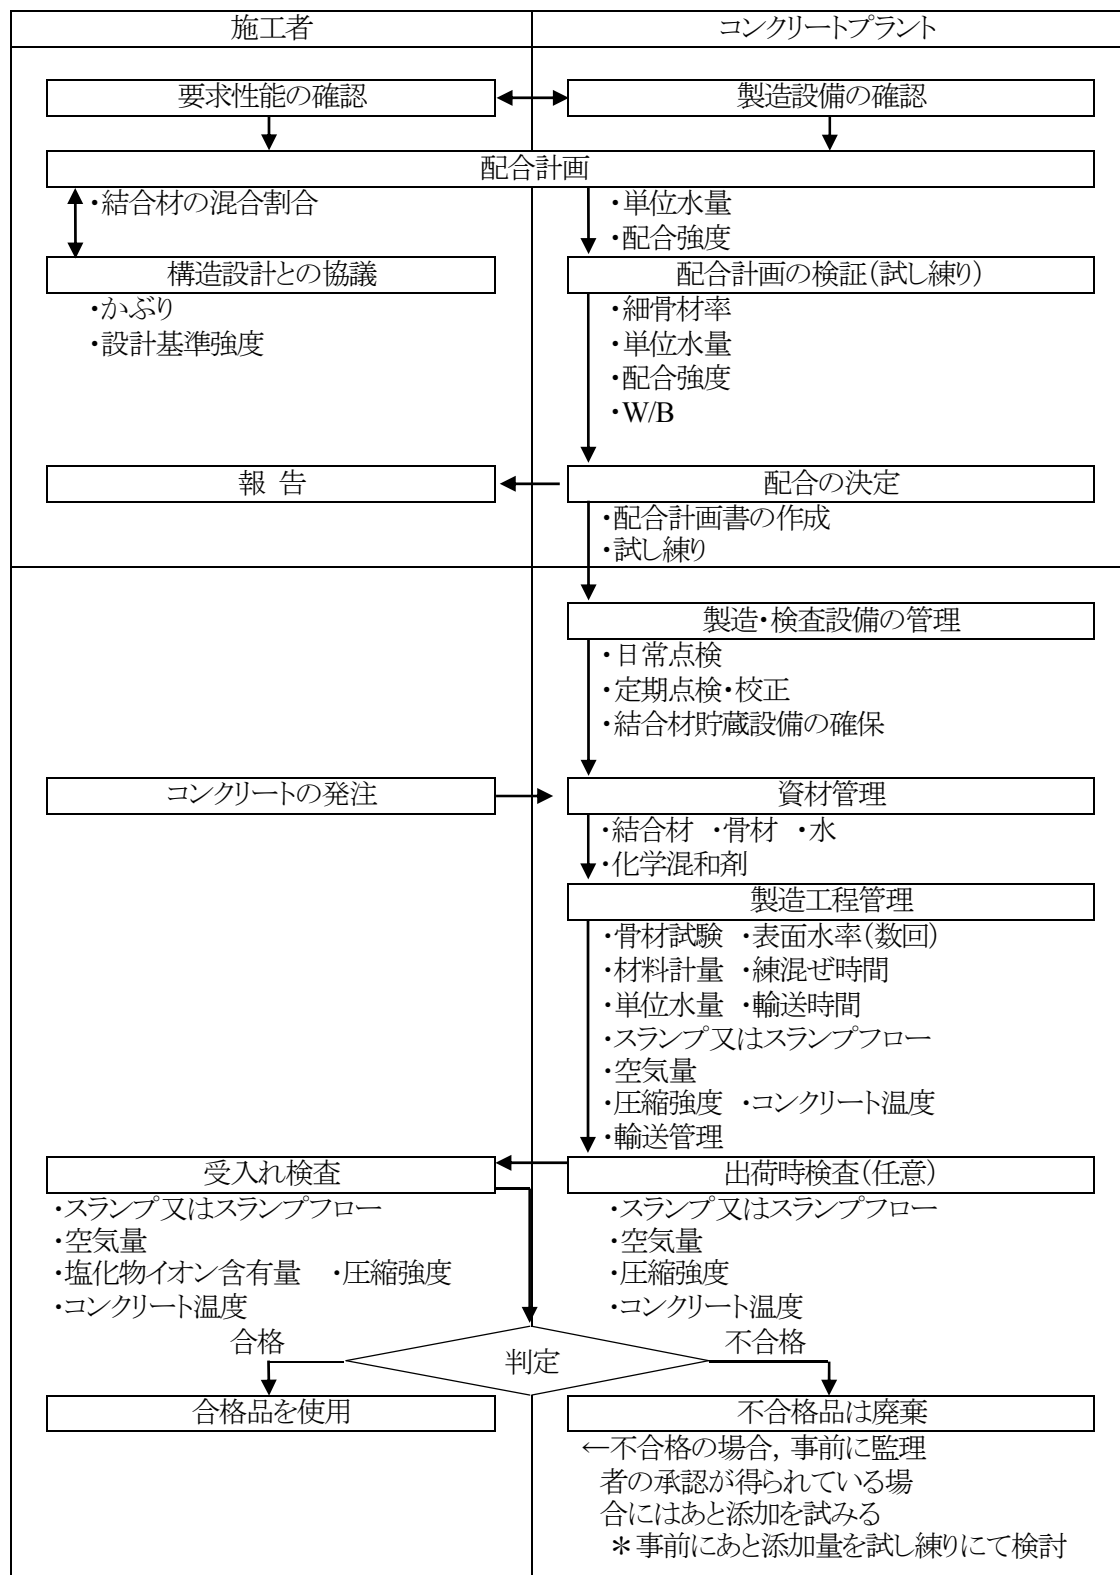 施工者
コンクリートプラント
要求性能の確認
製造設備の確認
配合計画
・結合材の混合割合
・単位水量
・配合強度
構造設計との協議
配合計画の検証(試し練り)
・かぶり
・設計基準強度
・細骨材率
・単位水量
・配合強度
・W/B
報 告
配合の決定
・配合計画書の作成
・試し練り
製造・検査設備の管理
・日常点検
・定期点検・校正
・結合材貯蔵設備の確保
コンクリートの発注
資材管理
・結合材 ・骨材 ・水
・化学混和剤
製造工程管理
・骨材試験 ・表面水率(数回)
・材料計量 ・練混ぜ時間
・単位水量 ・輸送時間
・スランプ又はスランプフロー
・空気量
・圧縮強度 ・コンクリート温度
・輸送管理
受入れ検査
出荷時検査(任意)
・スランプ又はスランプフロー
・空気量
・塩化物イオン含有量 ・圧縮強度
・コンクリート温度
・スランプ又はスランプフロー
・空気量
・圧縮強度
・コンクリート温度
合格
判定
不合格
合格品を使用
不合格品は廃棄
←不合格の場合,事前に監理
者の承認が得られている場
合にはあと添加を試みる
＊事前にあと添加量を試し練りにて検討